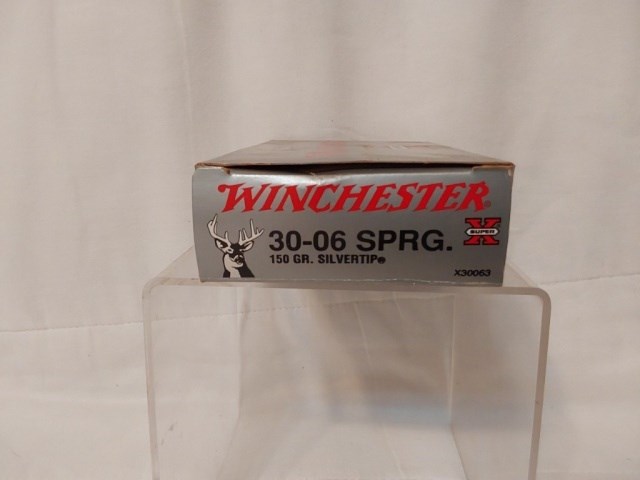 WINCHESTER®
30-06 SPRG.
SUPER X
150 GR. SILVERTIP®
X30063